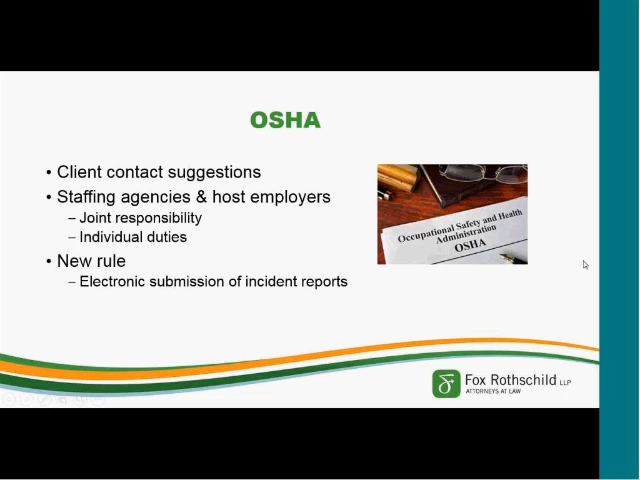 OSHA
• Client contact suggestions
• Staffing agencies & host employers
– Joint responsibility
– Individual duties
• New rule
– Electronic submission of incident reports
Occupational Safety and Health
Administration
OSHA
Fox Rothschild LLP
ATTORNEYS AT LAW